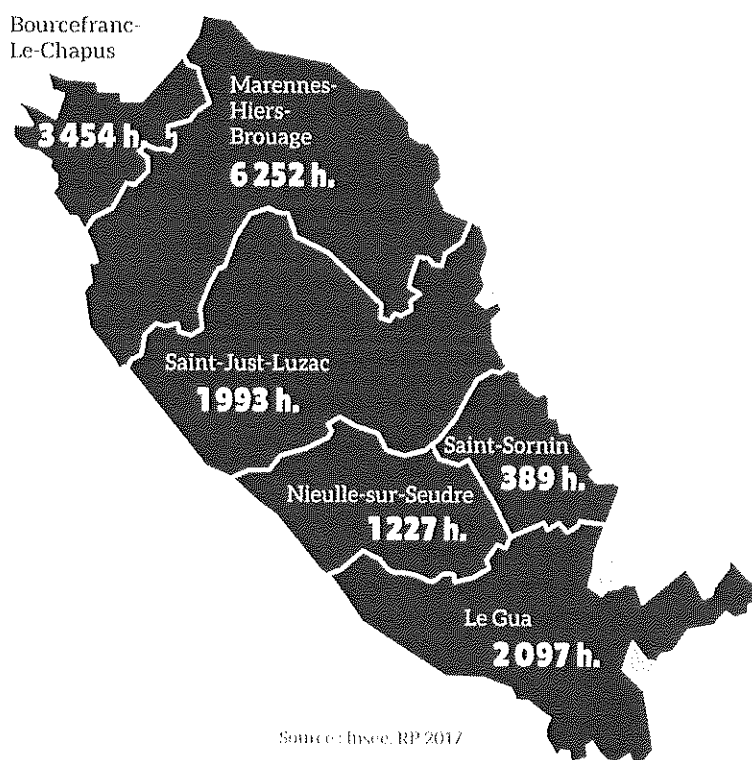 Bourcefranc-
Le-Chapus
3 454 h.
Marennes-
Hiers-
Brouage
6 252 h.
Saint-Just-Luzac
1 993 h.
Saint-Sornin
389 h.
Nieulle-sur-Seudre
1 227 h.
Le Gua
2 097 h.
Source : Insee, RP 2017